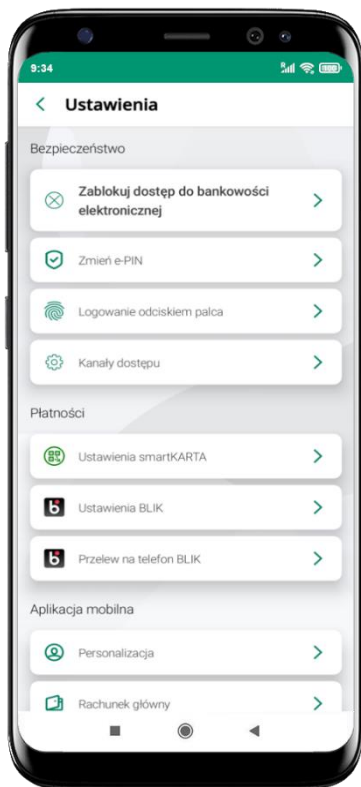 9:34
Ustawienia
Bezpieczeństwo
Zablokuj dostęp do bankowości
elektronicznej
Zmień e-PIN
Logowanie odciskiem palca
Kanały dostępu
Płatności
Ustawienia smartKARTA
Ustawienia BLIK
Przelew na telefon BLIK
Aplikacja mobilna
Personalizacja
Rachunek główny